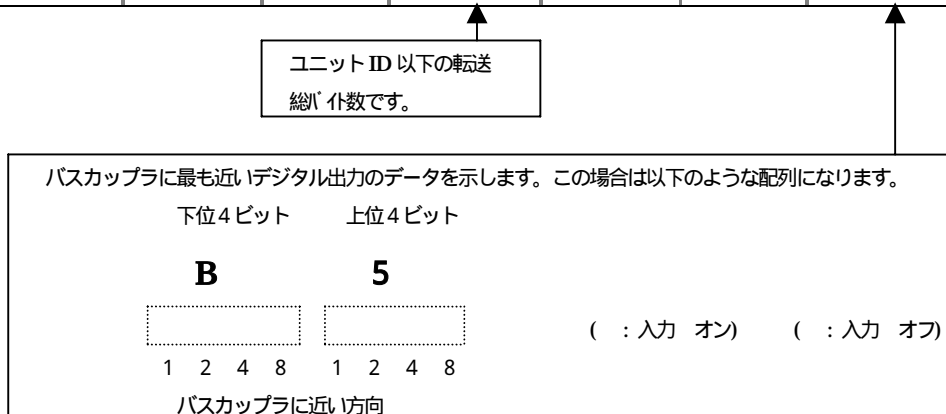 ユニット ID 以下の転送
総ﾊﾞｲﾄ数です。
バスカップラに最も近いデジタル出力のデータを示します。この場合は以下のような配列になります。
下位4ビット 上位4ビット
B 5
( : 入力 オン) ( : 入力 オフ)
1 2 4 8 1 2 4 8
バスカップラに近い方向